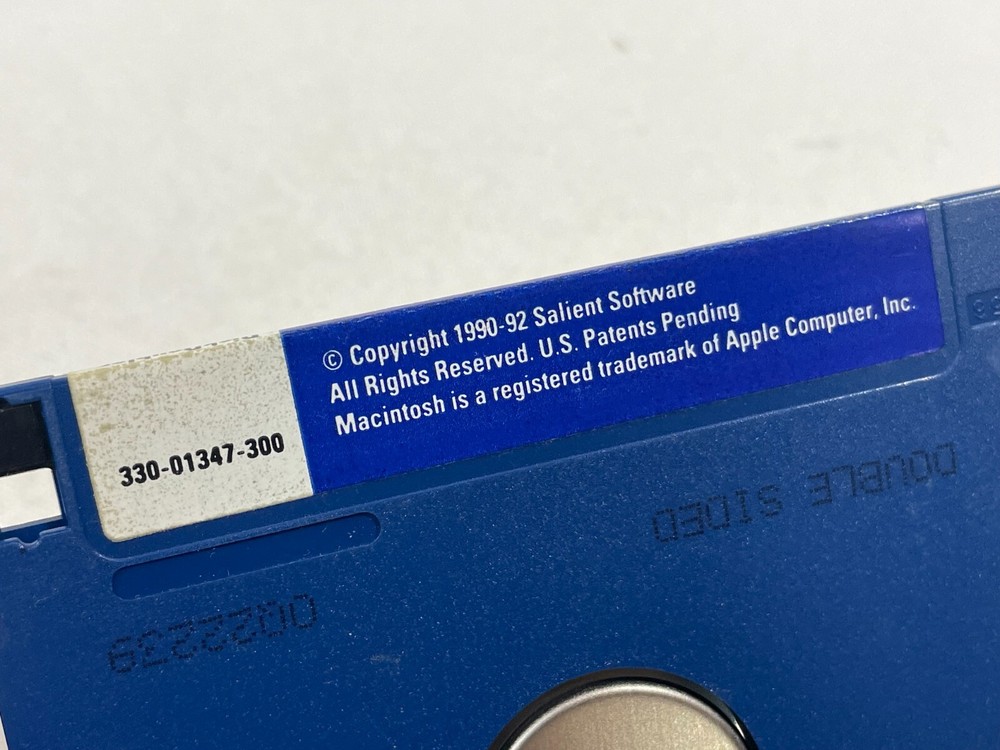 © Copyright 1990-92 Salient Software
All Rights Reserved. U.S. Patents Pending
Macintosh is a registered trademark of Apple Computer, Inc.
330-01347-300
DOUBLE SIDED